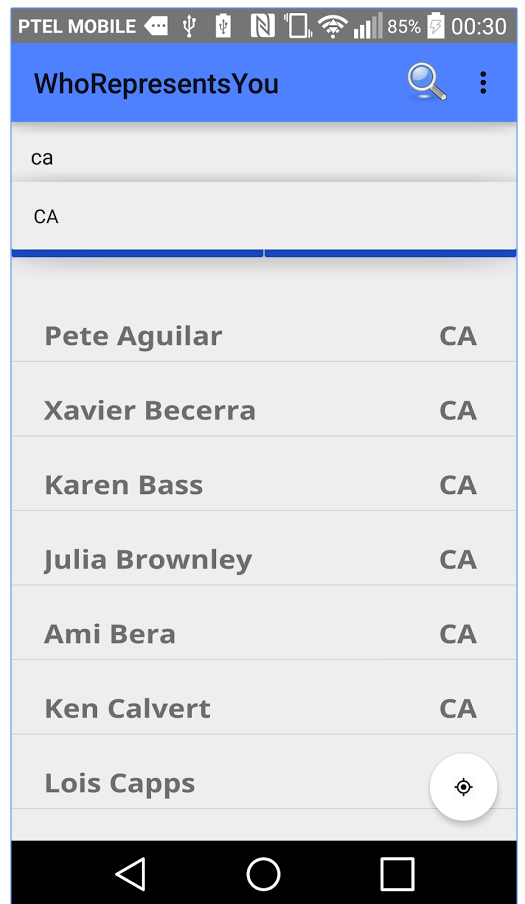 PTEL MOBILE 85% 00:30
WhoRepresentsYou
ca
CA
Pete Aguilar CA
Xavier Becerra CA
Karen Bass CA
Julia Brownley CA
Ami Bera CA
Ken Calvert CA
Lois Capps